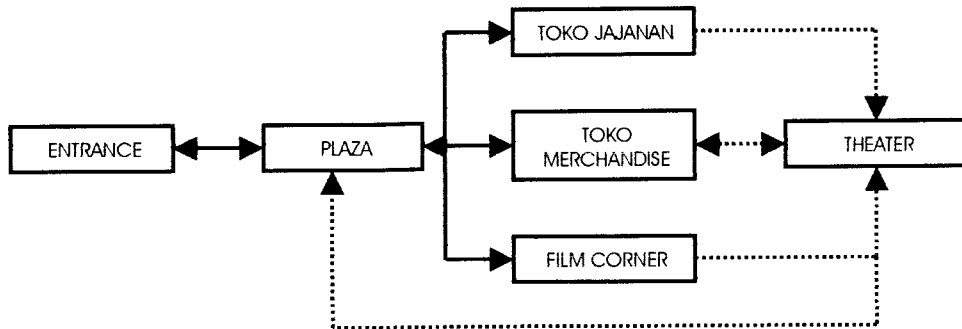 TOKO JAJANAN
ENTRANCE
PLAZA
TOKO
MERCHANDISE
THEATER
FILM CORNER